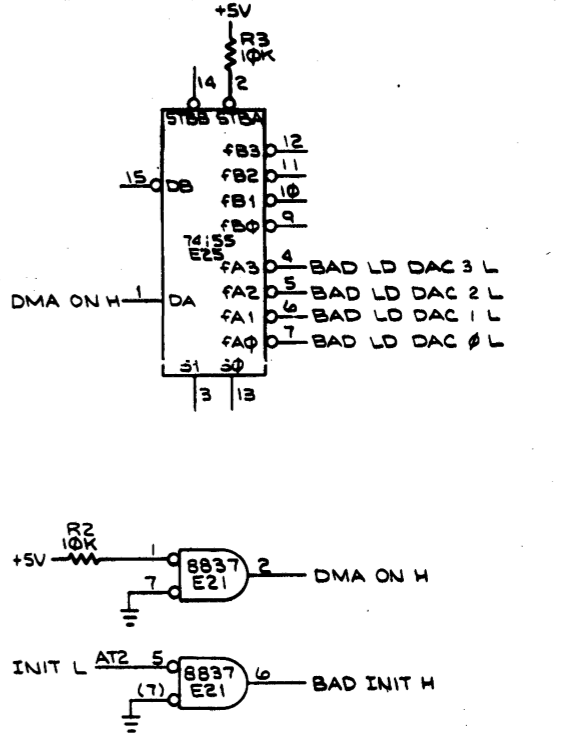 +5V
R3
10K
14 2
STBB STBA
fB3 12
fB2 11
15 DB fB1 10
fB0 9
74155
E25
fA3 4 BAD LD DAC 3 L
fA2 5 BAD LD DAC 2 L
DMA ON H 1 DA fA1 6 BAD LD DAC 1 L
fA0 7 BAD LD DAC 0 L
S1 S0
3 13
R2
10K
+5V 1 8837 2 DMA ON H
7 E21
INIT L AT2 5 8837 6 BAD INIT H
(7) E21